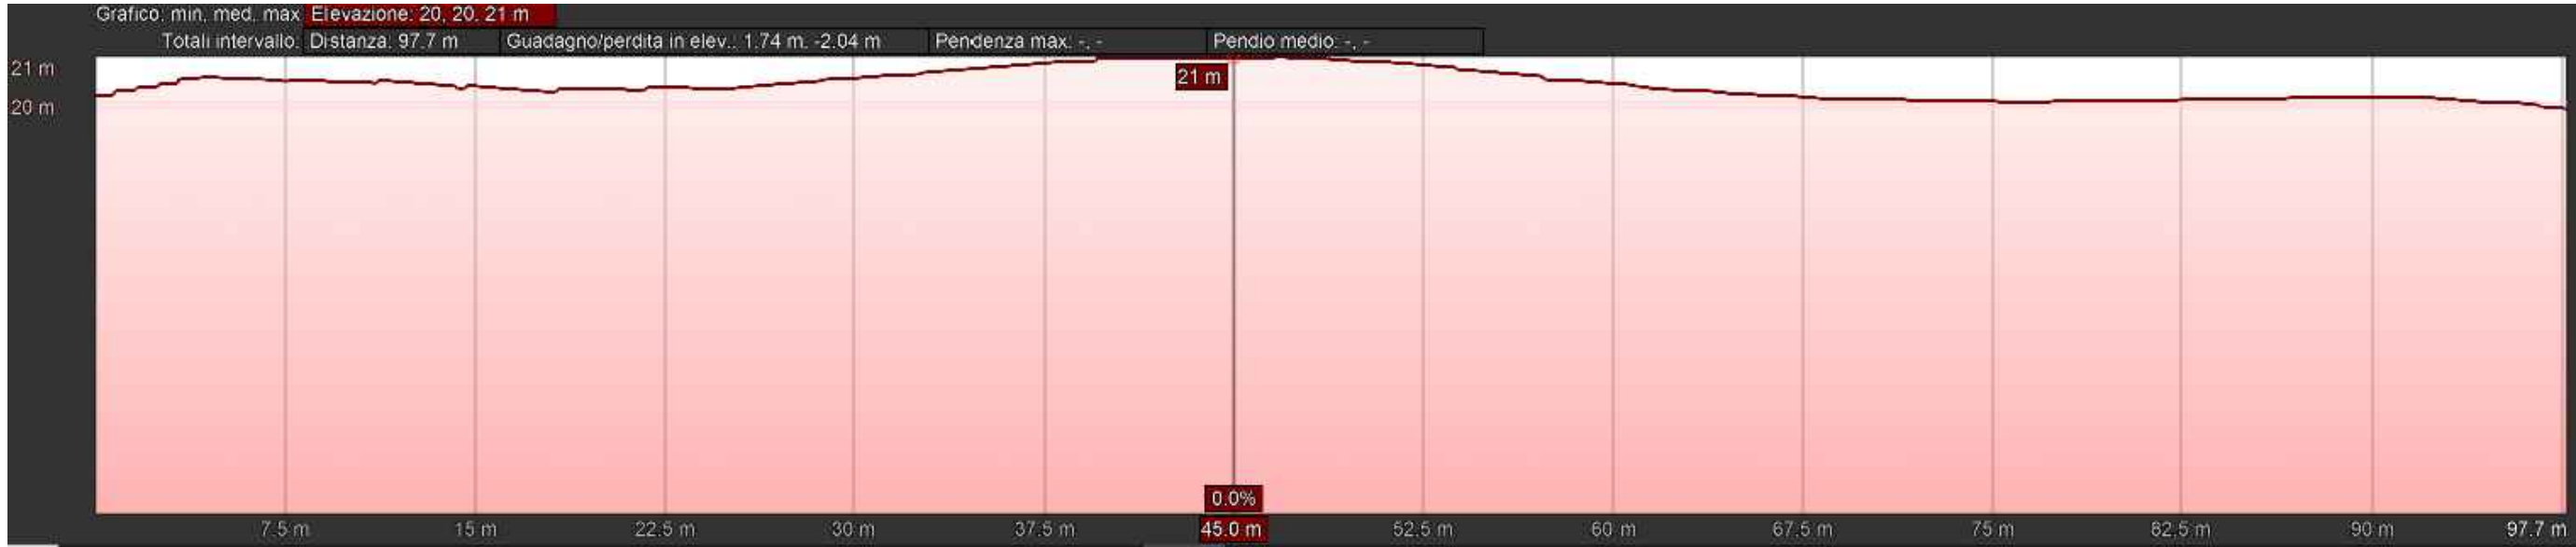 Grafico: min, med, max Elevazione: 20, 20, 21 m
Totali intervallo: Distanza: 97.7 m Guadagno/perdita in elev.: 1.74 m, -2.04 m Pendenza max: -, - Pendio medio: -, -
21 m
21 m
20 m
0.0%
7.5 m 15 m 22.5 m 30 m 37.5 m 45.0 m 52.5 m 60 m 67.5 m 75 m 82.5 m 90 m 97.7 m